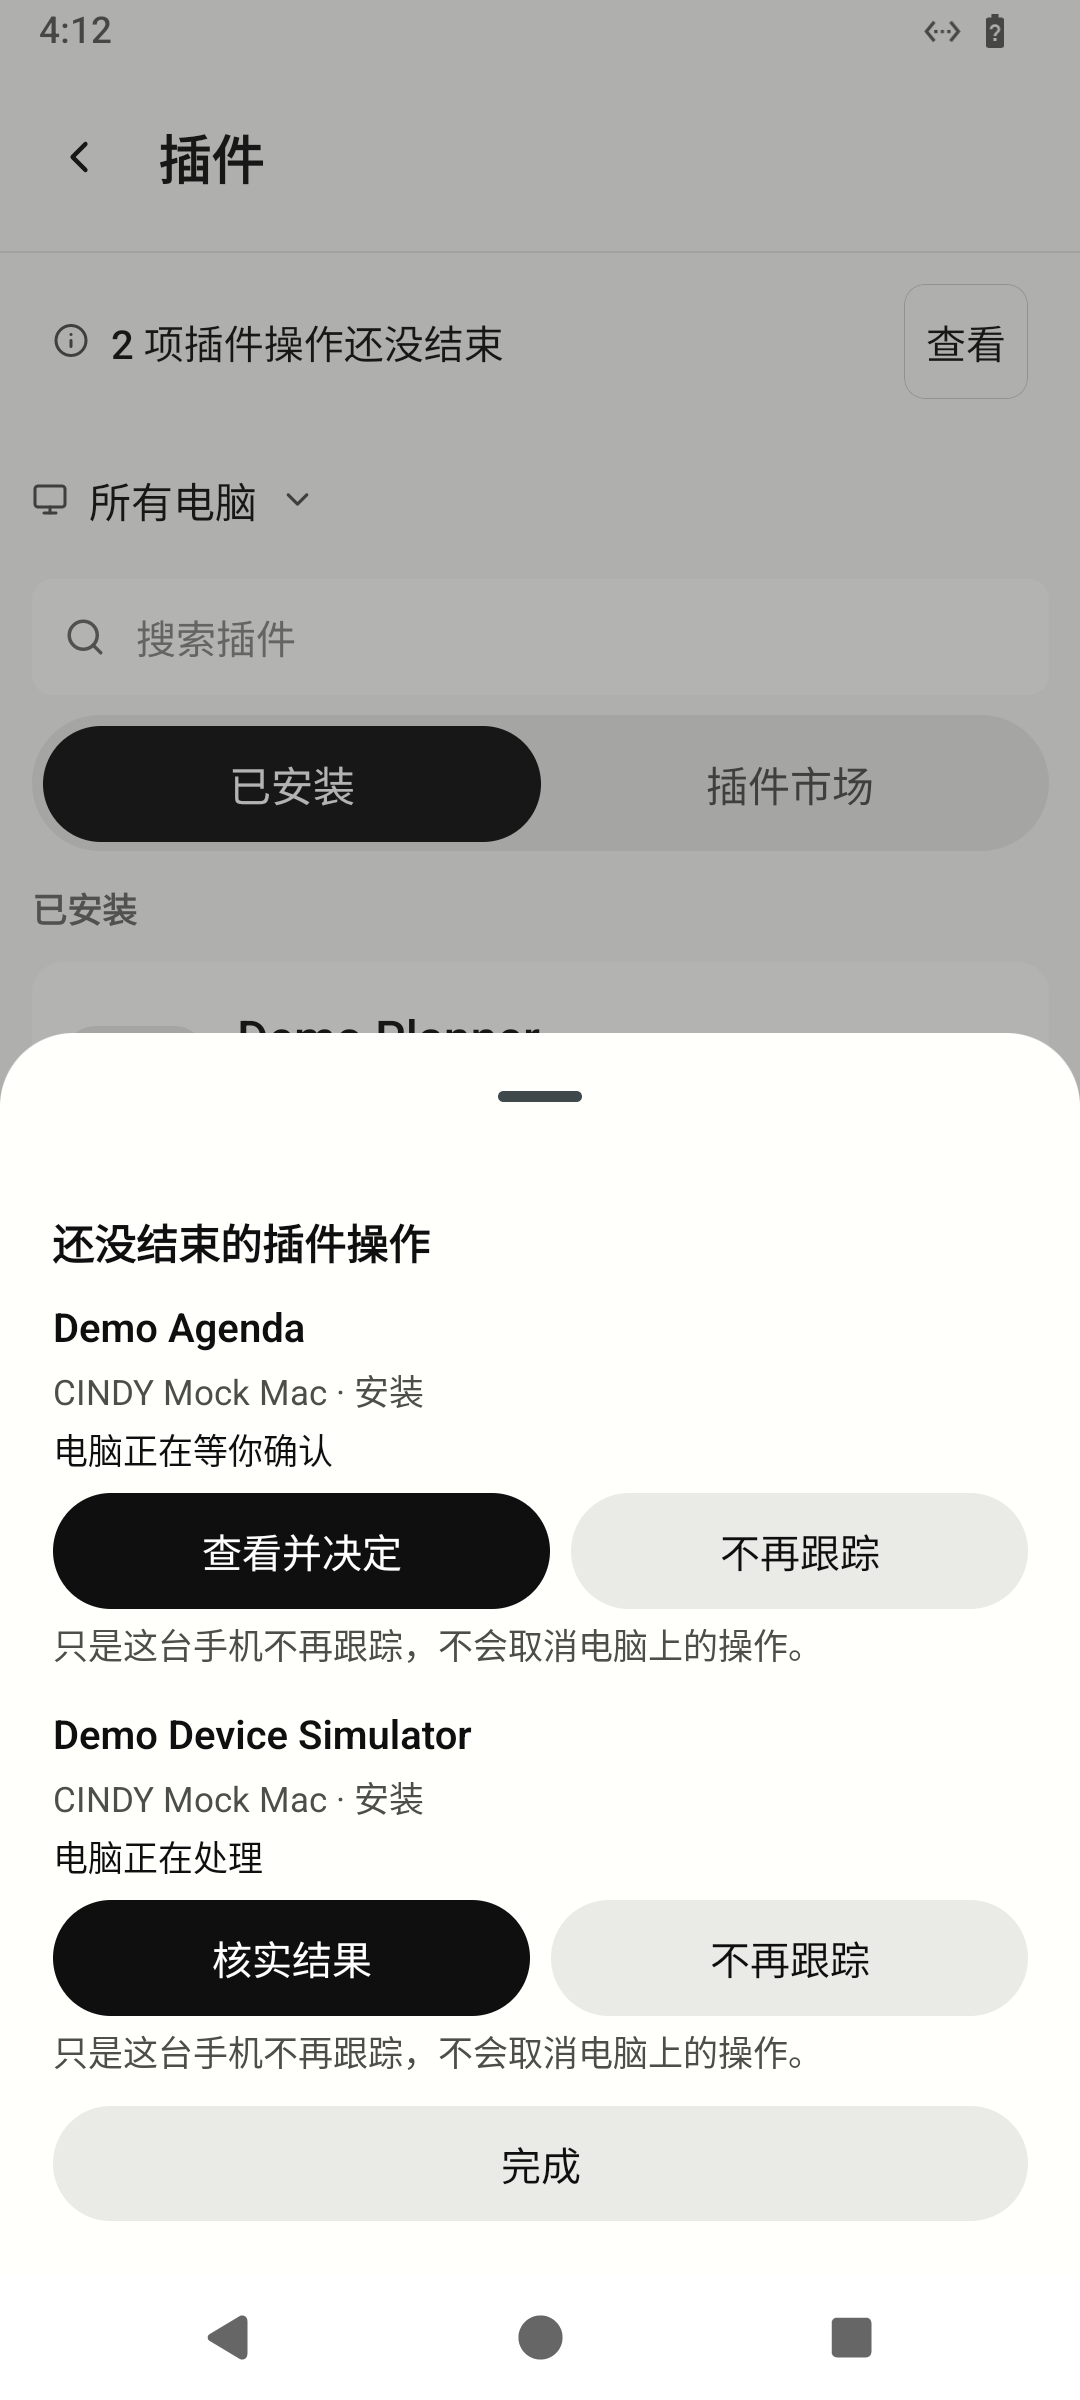 4:12
插件
2 项插件操作还没结束
查看
所有电脑
搜索插件
已安装
插件市场
已安装
Demo Planner
还没结束的插件操作
Demo Agenda
CINDY Mock Mac · 安装
电脑正在等你确认
查看并决定
不再跟踪
只是这台手机不再跟踪，不会取消电脑上的操作。
Demo Device Simulator
CINDY Mock Mac · 安装
电脑正在处理
核实结果
不再跟踪
只是这台手机不再跟踪，不会取消电脑上的操作。
完成